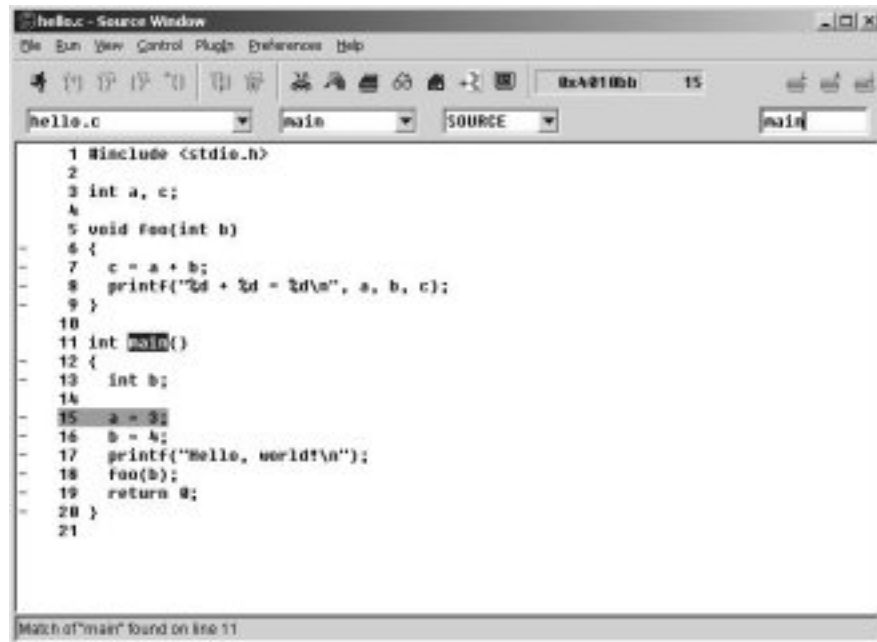 hello.c - Source Window
File Run View Control PlugIn Preferences Help
0x4010bb 15
hello.c main SOURCE main
1 #include <stdio.h>
2
3 int a, c;
4
5 void foo(int b)
- 6 {
- 7 c = a + b;
- 8 printf("%d + %d = %d\n", a, b, c);
- 9 }
10
11 int main()
- 12 {
- 13 int b;
14
- 15 a = 3;
- 16 b = 4;
- 17 printf("Hello, world!\n");
- 18 foo(b);
- 19 return 0;
- 20 }
21
Match of "main" found on line 11